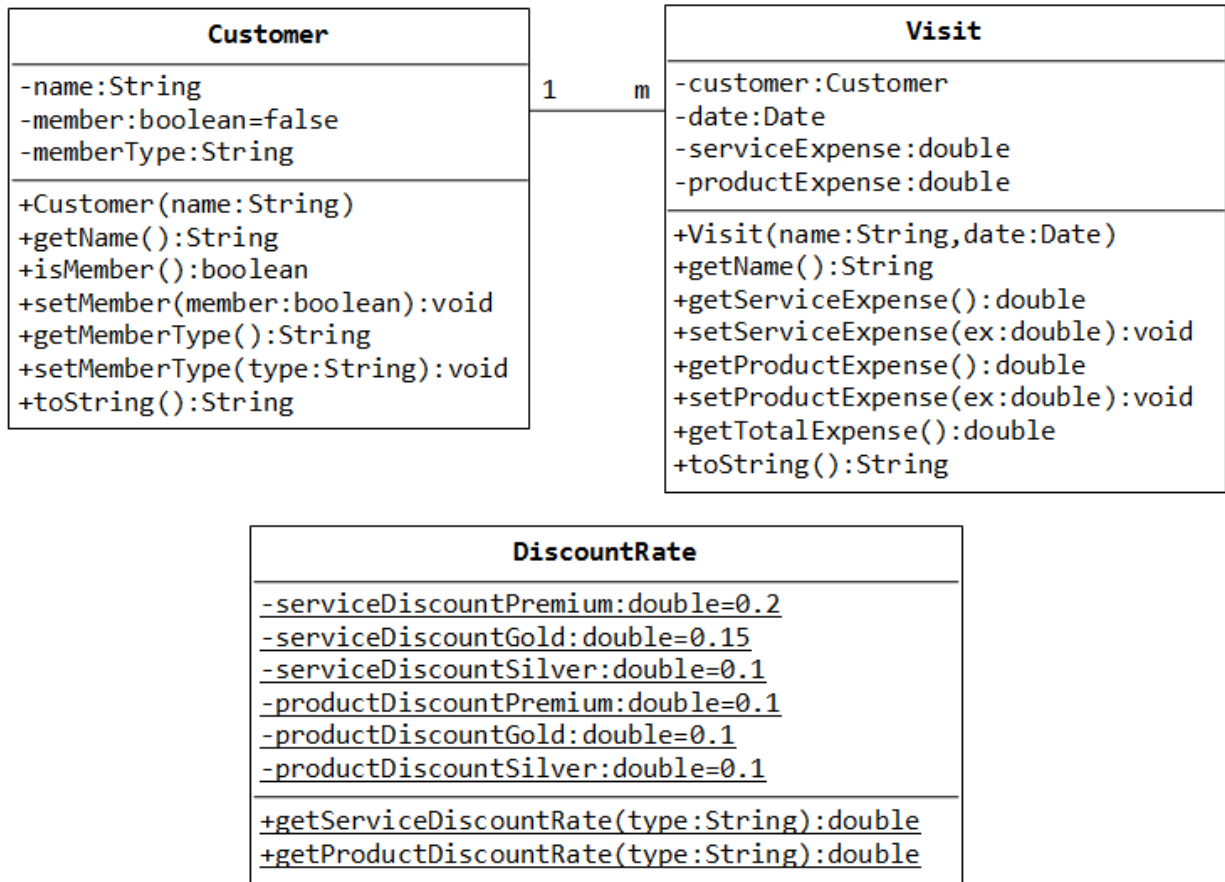 Customer
-name:String
-member:boolean=false
-memberType:String
+Customer(name:String)
+getName():String
+isMember():boolean
+setMember(member:boolean):void
+getMemberType():String
+setMemberType(type:String):void
+toString():String
1 m
Visit
-customer:Customer
-date:Date
-serviceExpense:double
-productExpense:double
+Visit(name:String,date:Date)
+getName():String
+getServiceExpense():double
+setServiceExpense(ex:double):void
+getProductExpense():double
+setProductExpense(ex:double):void
+getTotalExpense():double
+toString():String
DiscountRate
-serviceDiscountPremium:double=0.2
-serviceDiscountGold:double=0.15
-serviceDiscountSilver:double=0.1
-productDiscountPremium:double=0.1
-productDiscountGold:double=0.1
-productDiscountSilver:double=0.1
+getServiceDiscountRate(type:String):double
+getProductDiscountRate(type:String):double